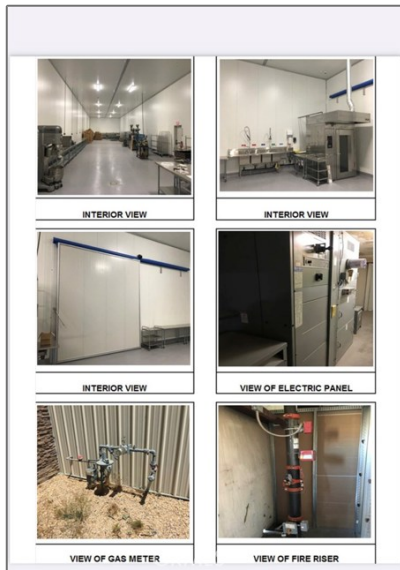 INTERIOR VIEW
INTERIOR VIEW
INTERIOR VIEW
VIEW OF ELECTRIC PANEL
VIEW OF GAS METER
VIEW OF FIRE RISER